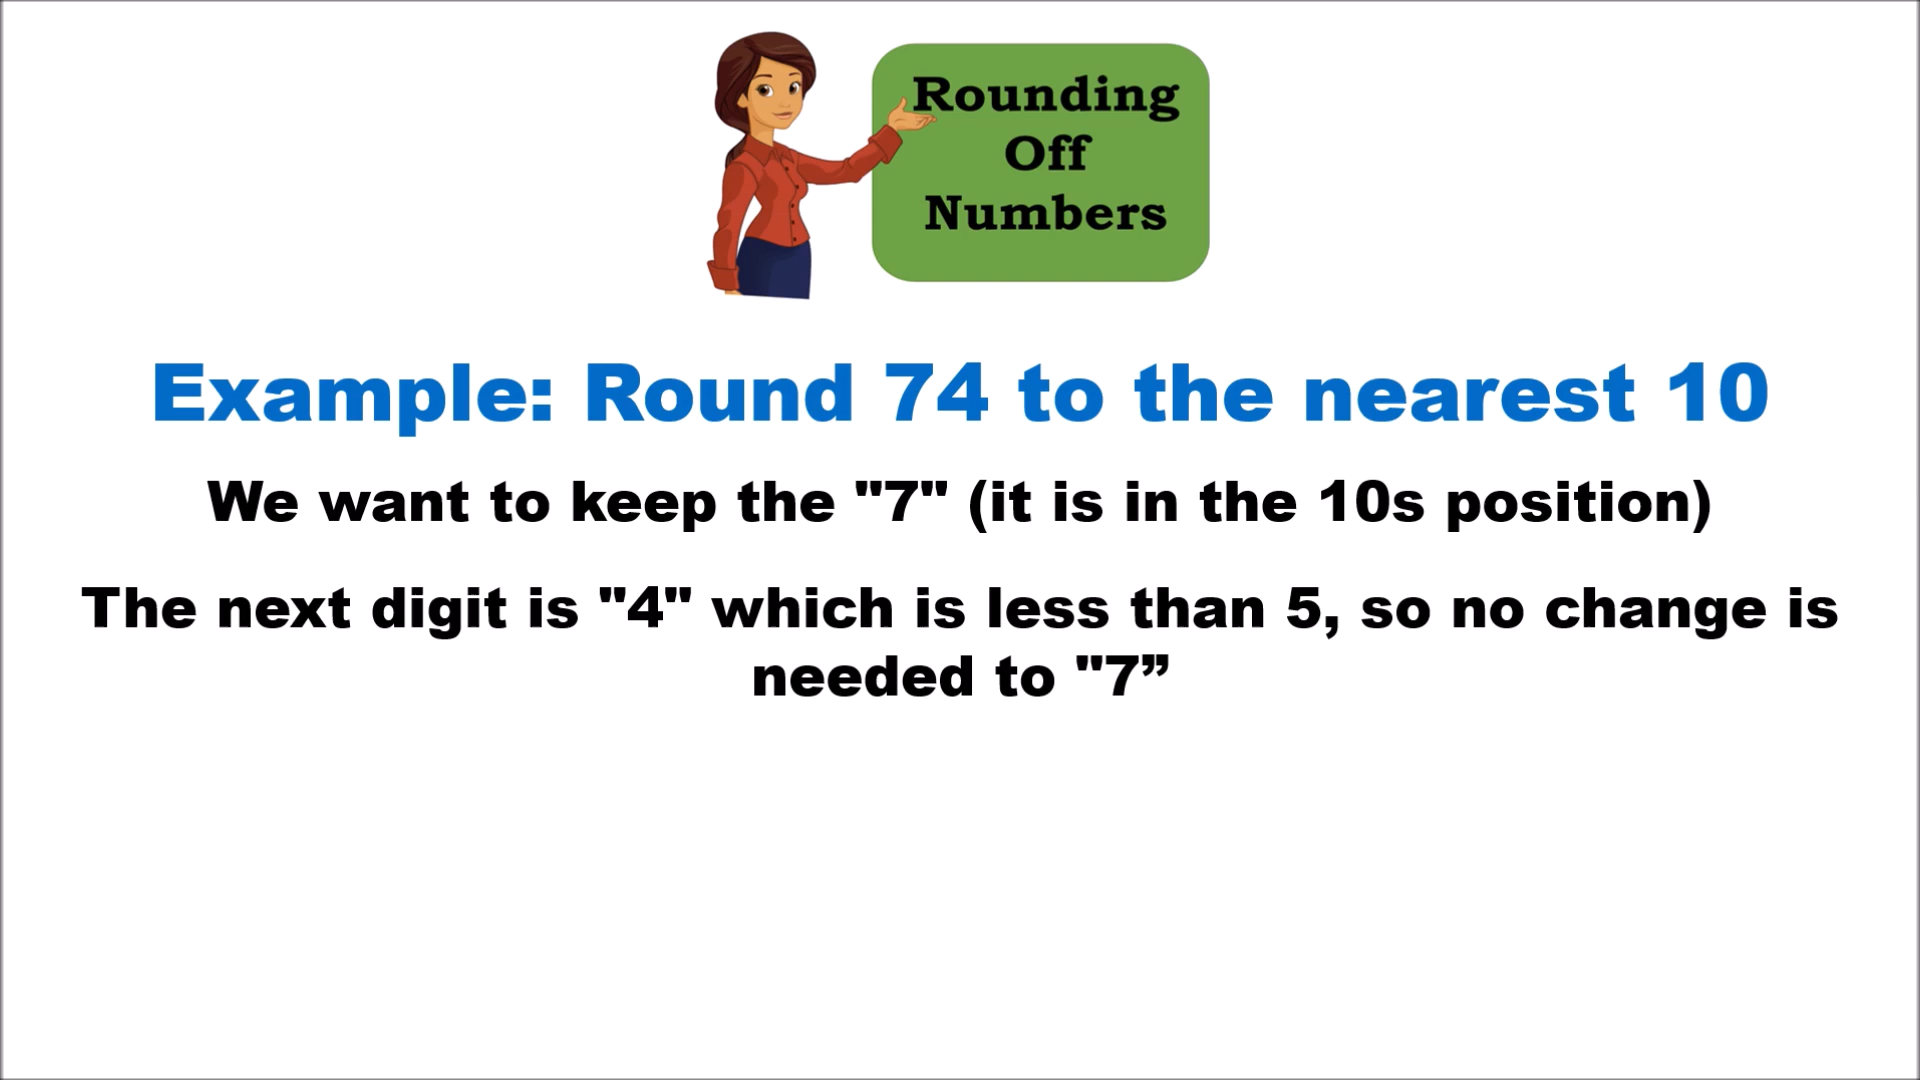 Rounding
Off
Numbers
Example: Round 74 to the nearest 10
We want to keep the "7" (it is in the 10s position)
The next digit is "4" which is less than 5, so no change is
needed to "7”